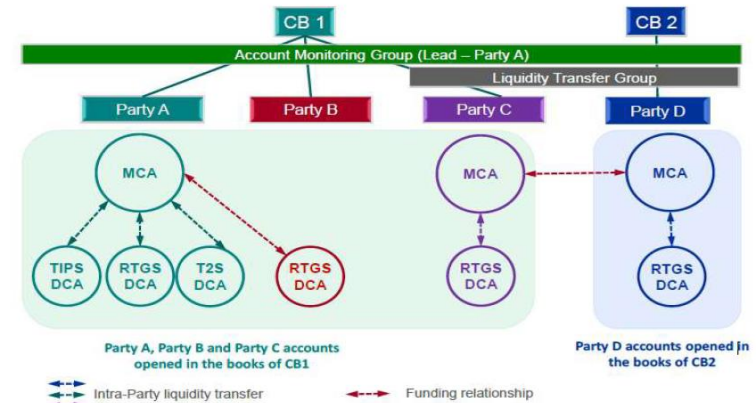 CB 1
CB 2
Account Monitoring Group (Lead – Party A)
Liquidity Transfer Group
Party A
Party B
Party C
Party D
MCA
MCA
MCA
TIPS
DCA
RTGS
DCA
T2S
DCA
RTGS
DCA
RTGS
DCA
RTGS
DCA
Party A, Party B and Party C accounts
opened in the books of CB1
Party D accounts opened in
the books of CB2
Intra-Party liquidity transfer
Funding relationship